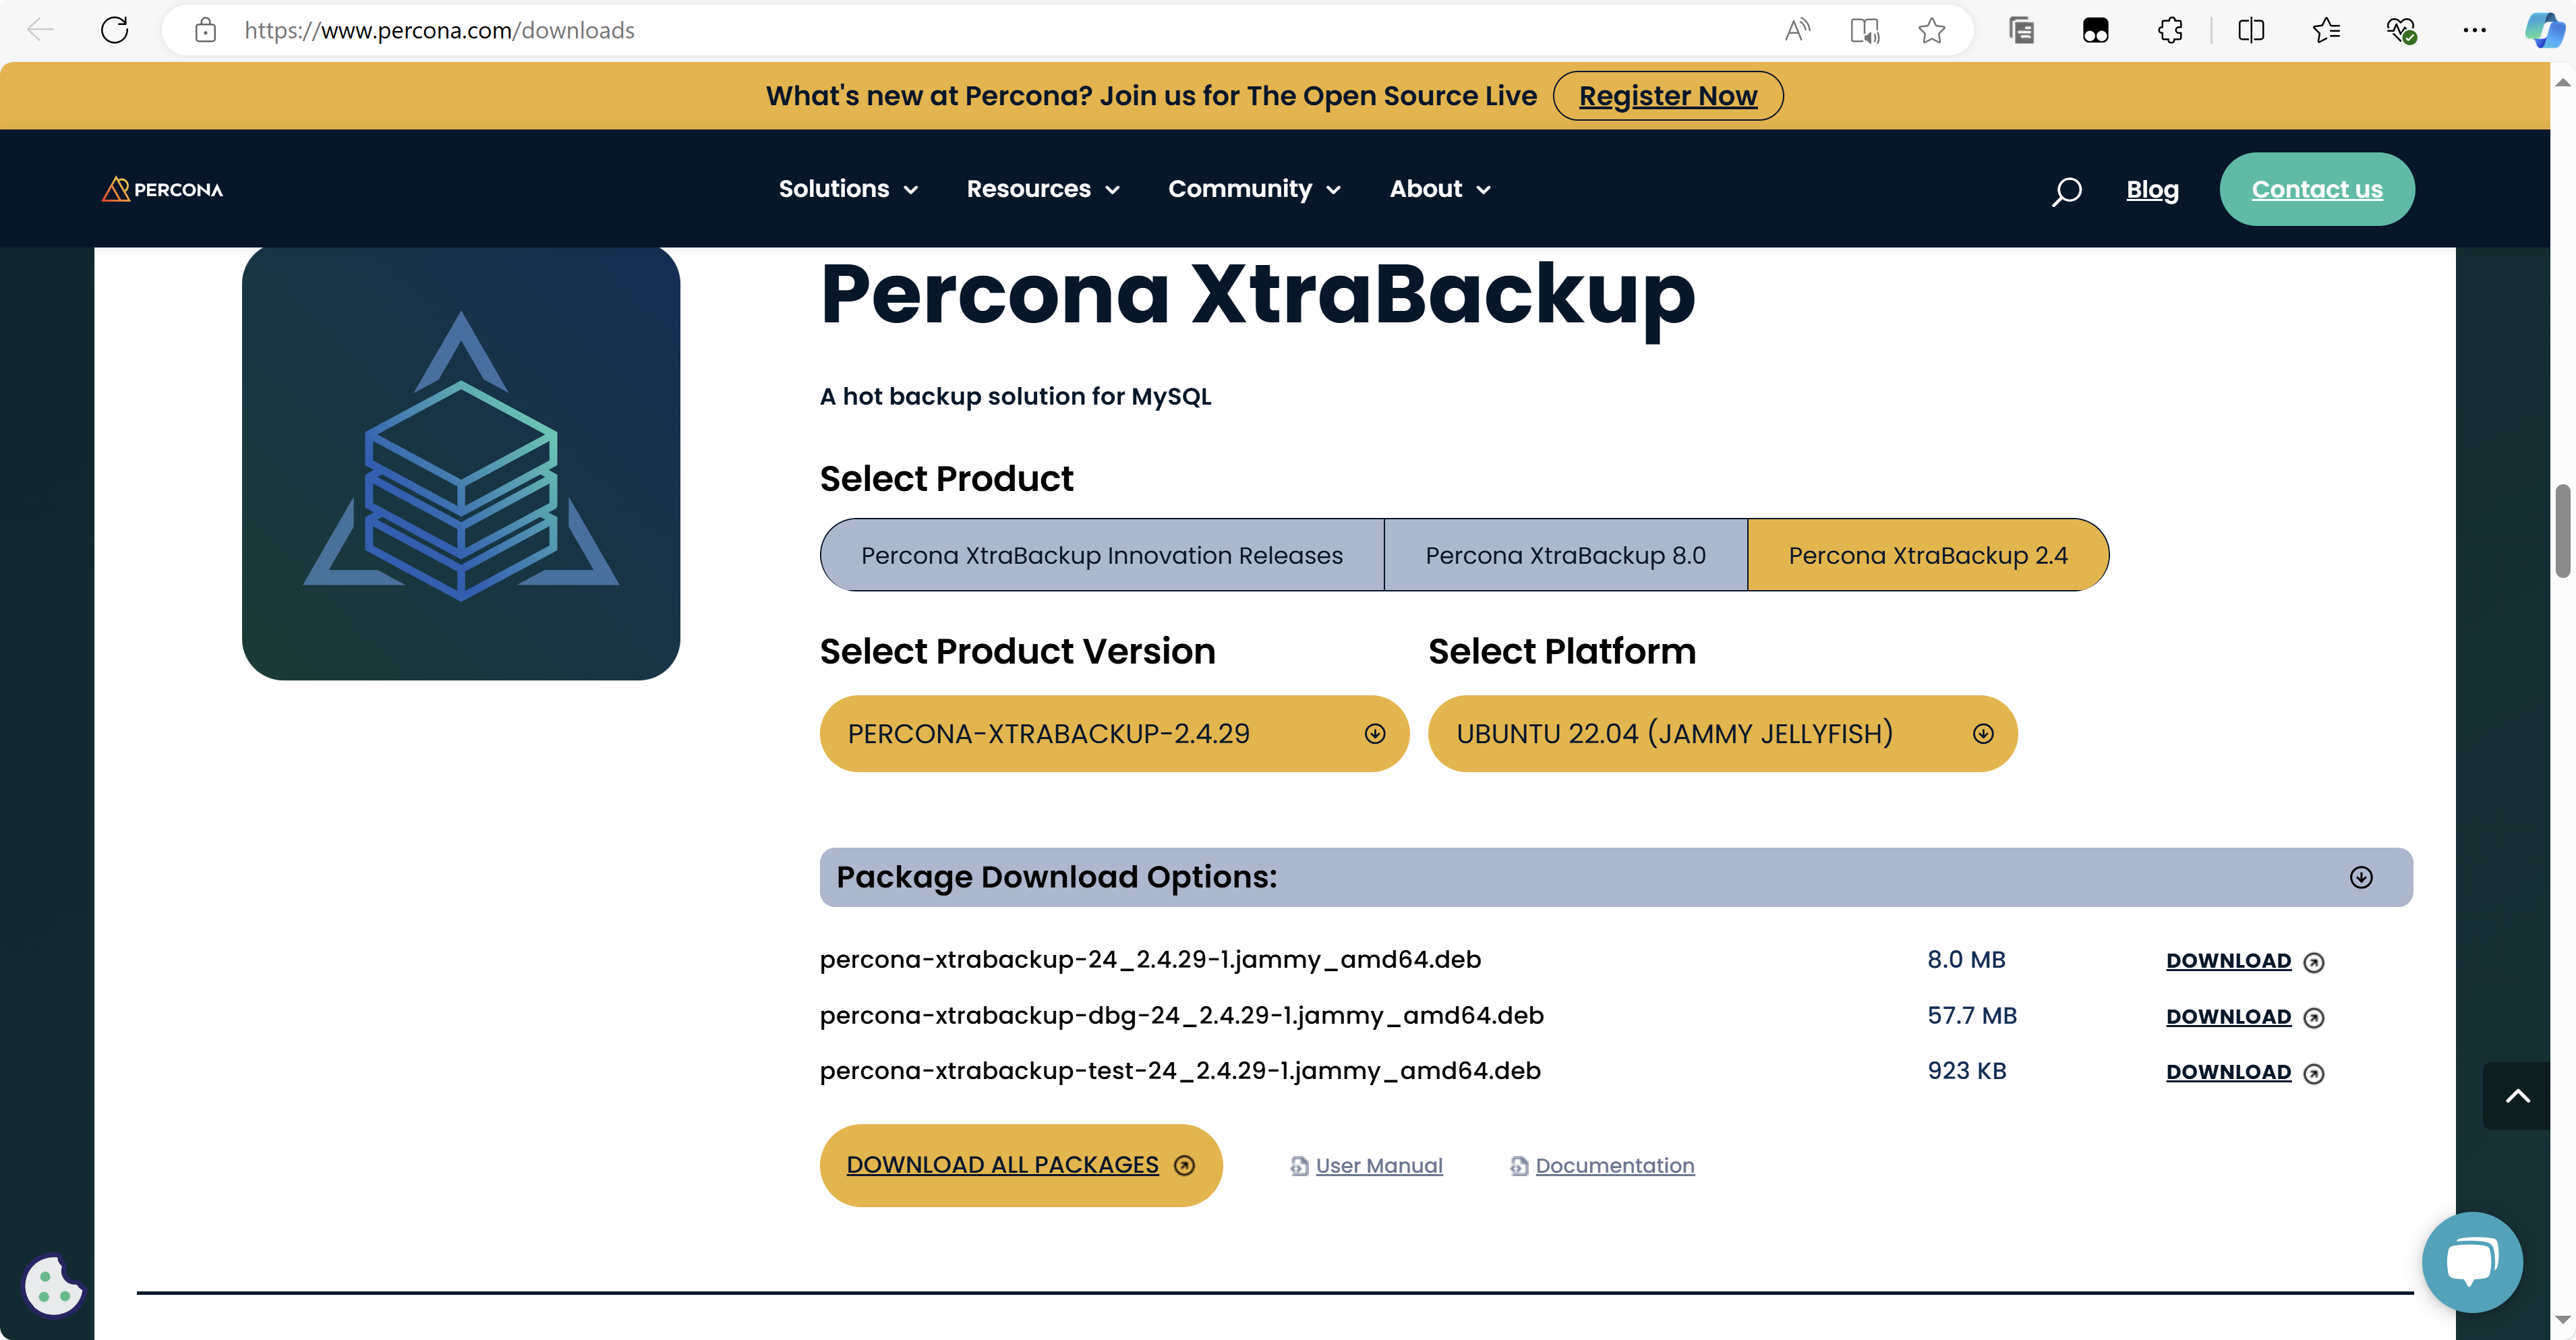 https://www.percona.com/downloads
What's new at Percona? Join us for The Open Source Live Register Now
PERCONA Solutions Resources Community About Blog Contact us
Percona XtraBackup
A hot backup solution for MySQL
Select Product
Percona XtraBackup Innovation Releases Percona XtraBackup 8.0 Percona XtraBackup 2.4
Select Product Version Select Platform
PERCONA-XTRABACKUP-2.4.29 UBUNTU 22.04 (JAMMY JELLYFISH)
Package Download Options:
percona-xtrabackup-24_2.4.29-1.jammy_amd64.deb 8.0 MB DOWNLOAD
percona-xtrabackup-dbg-24_2.4.29-1.jammy_amd64.deb 57.7 MB DOWNLOAD
percona-xtrabackup-test-24_2.4.29-1.jammy_amd64.deb 923 KB DOWNLOAD
DOWNLOAD ALL PACKAGES User Manual Documentation